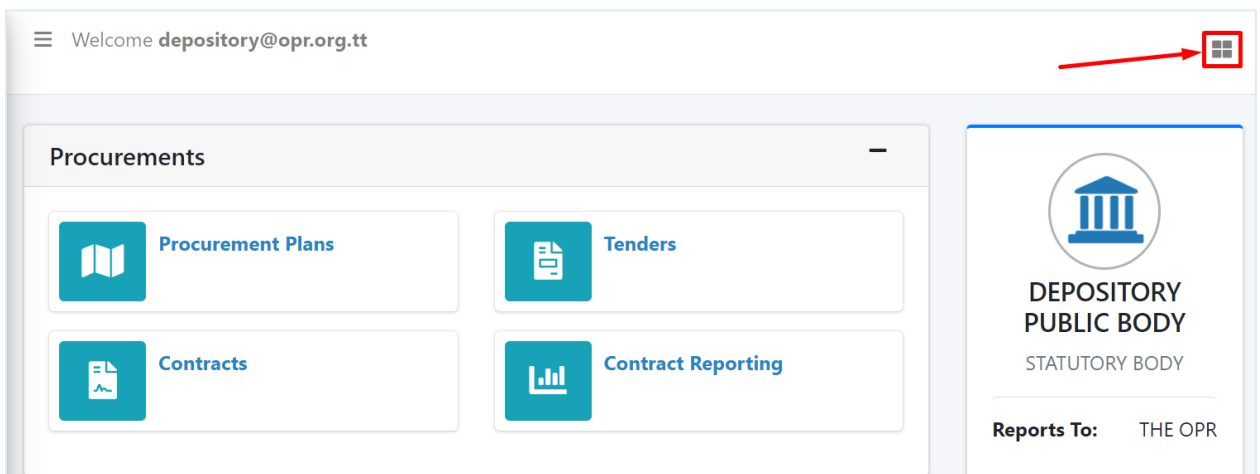 Welcome depository@opr.org.tt
Procurements
Procurement Plans
Tenders
Contracts
Contract Reporting
DEPOSITORY
PUBLIC BODY
STATUTORY BODY
Reports To: THE OPR